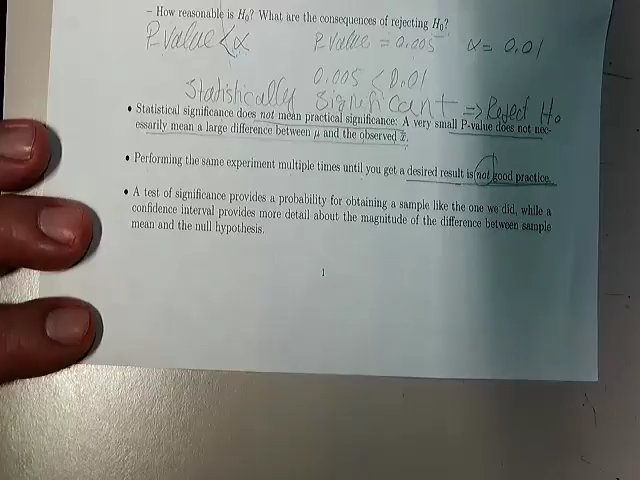 – How reasonable is H₀? What are the consequences of rejecting H₀?
P value < α P value = 0.005 α = 0.01
0.005 < 0.01
Statistically Significant => Reject H₀
• Statistical significance does not mean practical significance: A very small P-value does not nec-
essarily mean a large difference between μ and the observed x̄.
• Performing the same experiment multiple times until you get a desired result is not good practice.
• A test of significance provides a probability for obtaining a sample like the one we did, while a
confidence interval provides more detail about the magnitude of the difference between sample
mean and the null hypothesis.
1